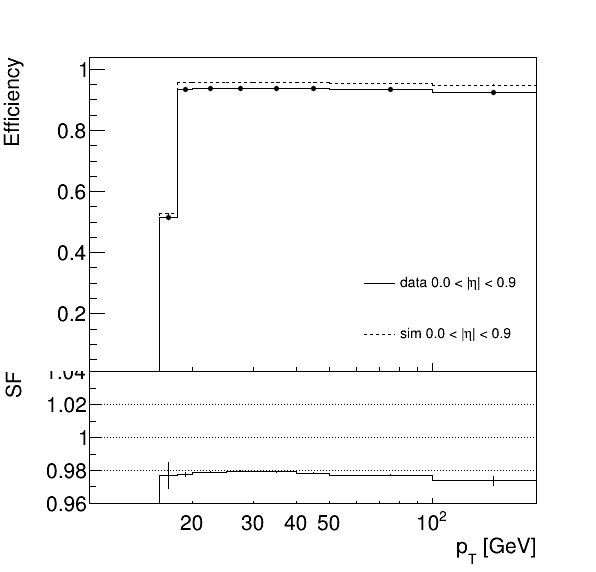 Efficiency
1
0.8
0.6
0.4
0.2
data 0.0 < |η| < 0.9
sim 0.0 < |η| < 0.9
SF
1.04
1.02
1
0.98
0.96
20 30 40 50 10²
p_T [GeV]